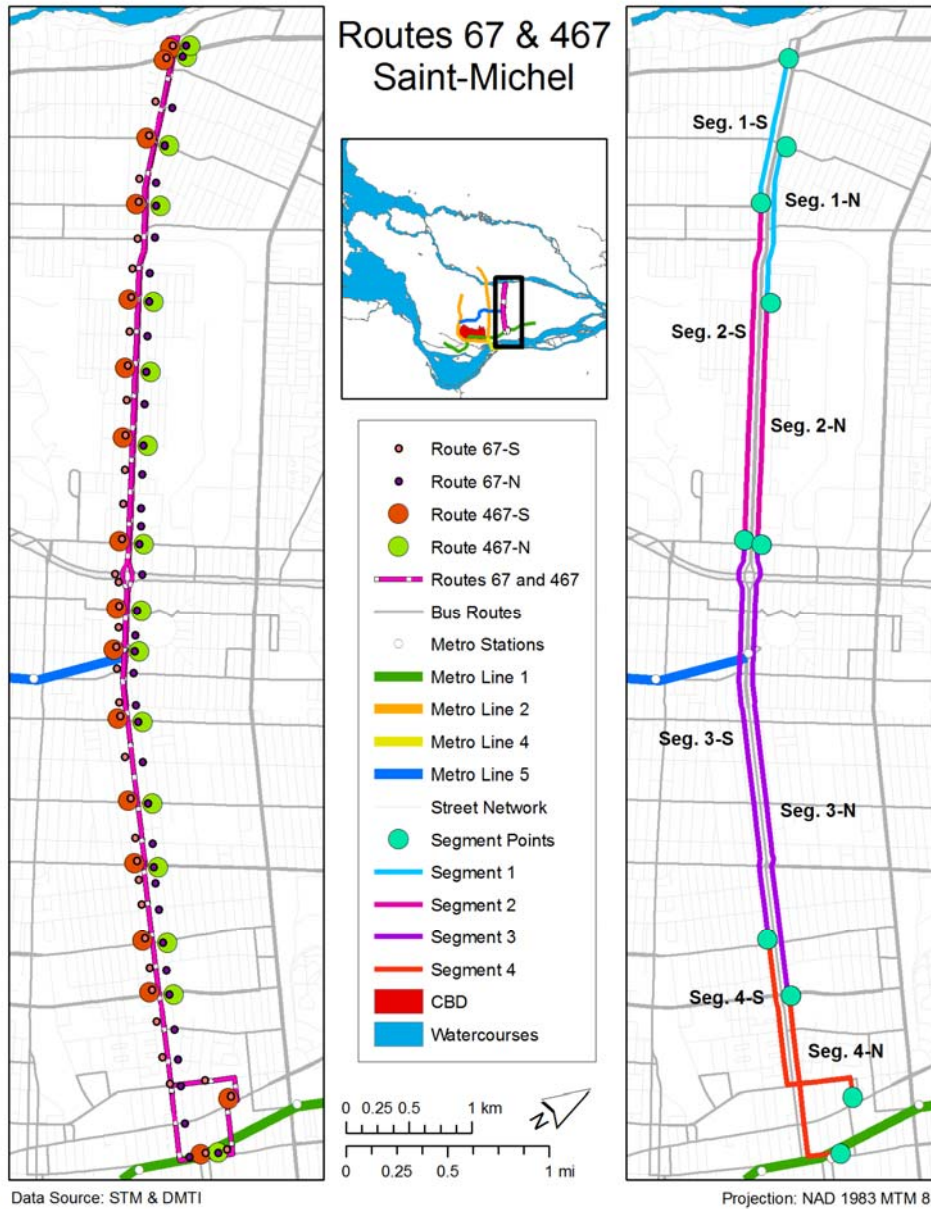 Routes 67 & 467
Saint-Michel
Seg. 1-S
Seg. 1-N
Seg. 2-S
Seg. 2-N
Seg. 3-S
Seg. 3-N
Seg. 4-S
Seg. 4-N
Route 67-S
Route 67-N
Route 467-S
Route 467-N
Routes 67 and 467
Bus Routes
Metro Stations
Metro Line 1
Metro Line 2
Metro Line 4
Metro Line 5
Street Network
Segment Points
Segment 1
Segment 2
Segment 3
Segment 4
CBD
Watercourses
0 0.25 0.5 1 km
N
0 0.25 0.5 1 mi
Data Source: STM & DMTI
Projection: NAD 1983 MTM 8